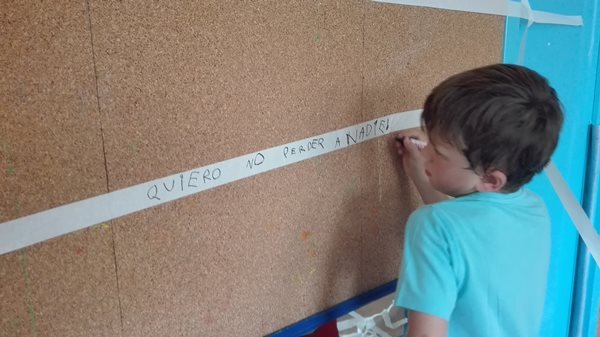 QUIERO NO PERDER A NADIE!